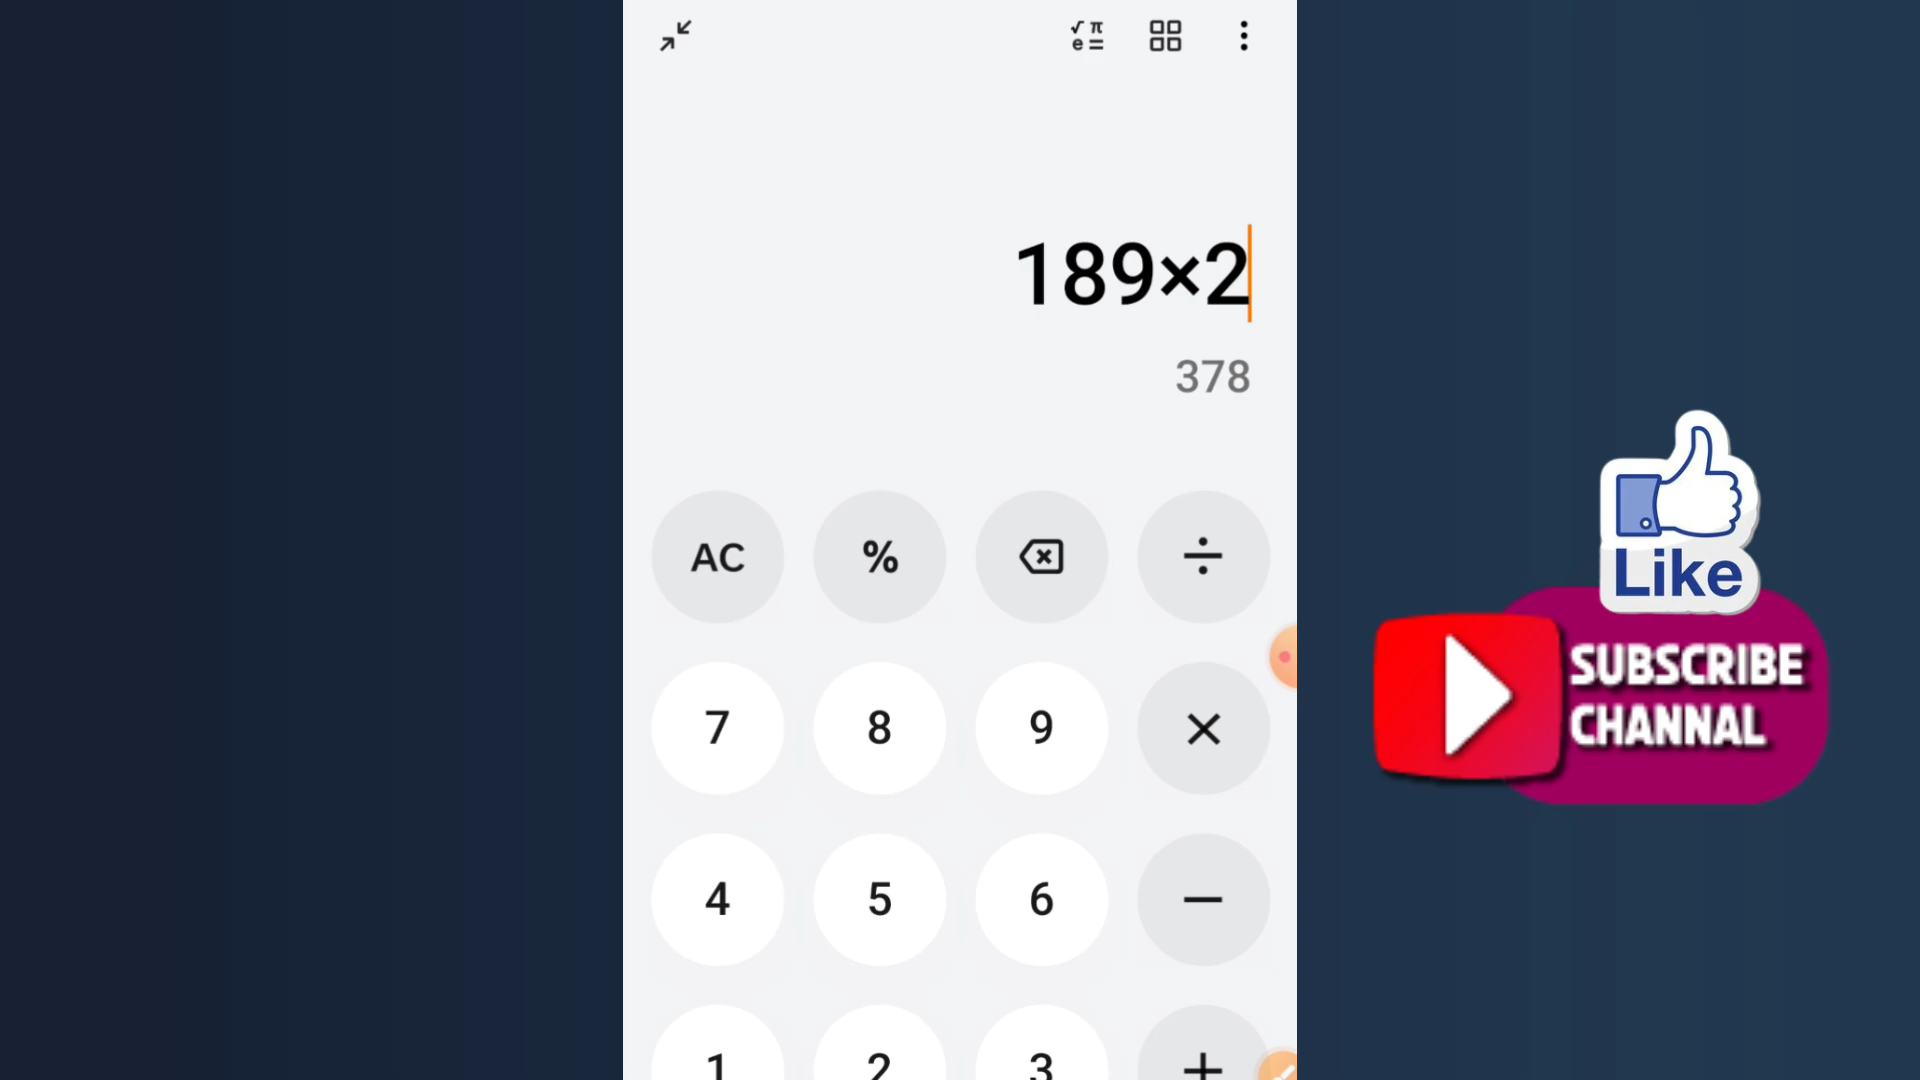 √ π
e =
189×2
378
AC % ÷
7 8 9 ×
4 5 6 −
1 2 3 +
Like
SUBSCRIBE
CHANNAL